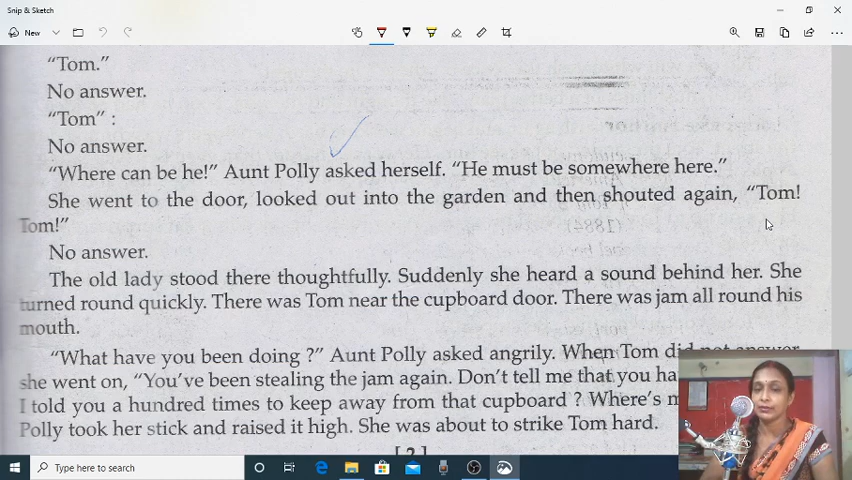 Snip & Sketch
New
"Tom."
No answer.
"Tom" :
No answer.
"Where can be he!" Aunt Polly asked herself. "He must be somewhere here."
She went to the door, looked out into the garden and then shouted again, "Tom!
Tom!"
No answer.
The old lady stood there thoughtfully. Suddenly she heard a sound behind her. She
turned round quickly. There was Tom near the cupboard door. There was jam all round his
mouth.
"What have you been doing ?" Aunt Polly asked angrily. When Tom did not answer
she went on, "You've been stealing the jam again. Don't tell me that you
I told you a hundred times to keep away from that cupboard ? Where's
Polly took her stick and raised it high. She was about to strike Tom hard.
[ 2 ]
Type here to search